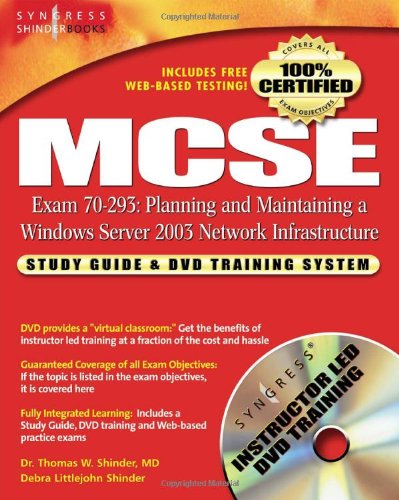 SYNGRESS
SHINDERBOOKS
INCLUDES FREE
WEB-BASED TESTING!
COVERS ALL
100%
CERTIFIED
EXAM OBJECTIVES
MCSE
Exam 70-293: Planning and Maintaining a
Windows Server 2003 Network Infrastructure
STUDY GUIDE & DVD TRAINING SYSTEM
DVD provides a "virtual classroom:" Get the benefits of
instructor led training at a fraction of the cost and hassle
Guaranteed Coverage of all Exam Objectives:
If the topic is listed in the exam objectives, it
is covered here
Fully Integrated Learning: Includes a
Study Guide, DVD training and Web-based
practice exams
Dr. Thomas W. Shinder, MD
Debra Littlejohn Shinder
SYNGRESS®
INSTRUCTOR LED
DVD TRAINING
Copyrighted Material
Copyrighted Material